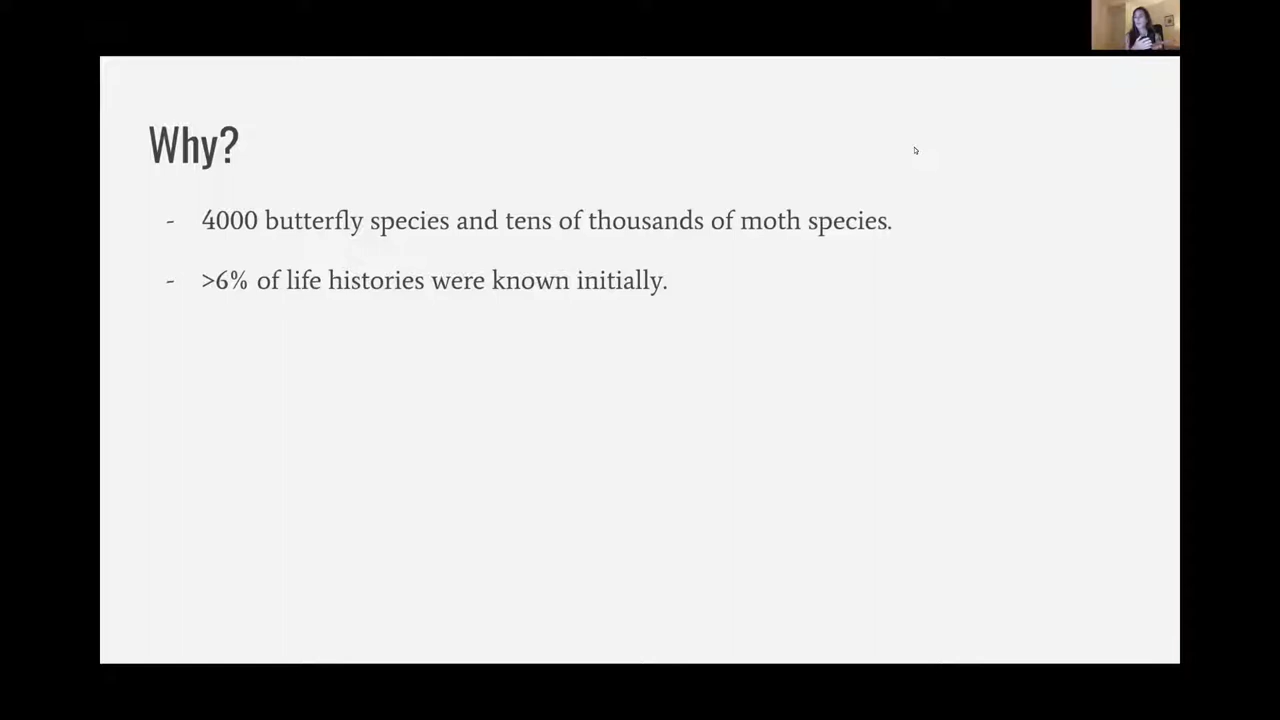 Why?
- 4000 butterfly species and tens of thousands of moth species.
- >6% of life histories were known initially.